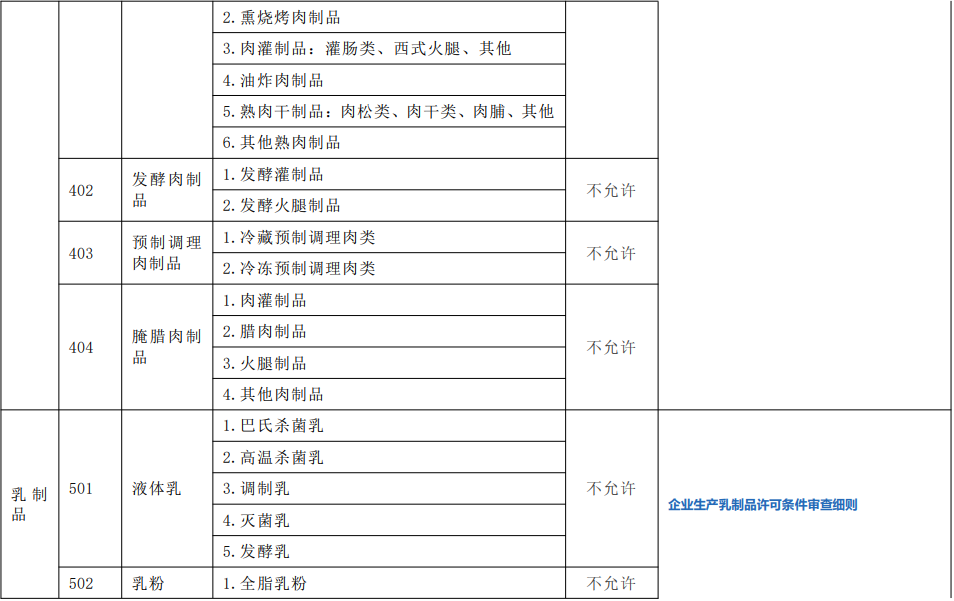 2.熏烧烤肉制品
3.肉灌制品：灌肠类、西式火腿、其他
4.油炸肉制品
5.熟肉干制品：肉松类、肉干类、肉脯、其他
6.其他熟肉制品
402
发酵肉制
品
1.发酵灌制品
2.发酵火腿制品
不允许
403
预制调理
肉制品
1.冷藏预制调理肉类
2.冷冻预制调理肉类
不允许
404
腌腊肉制
品
1.肉灌制品
2.腊肉制品
3.火腿制品
4.其他肉制品
不允许
乳制
品
501
液体乳
1.巴氏杀菌乳
2.高温杀菌乳
3.调制乳
4.灭菌乳
5.发酵乳
不允许
企业生产乳制品许可条件审查细则
502
乳粉
1.全脂乳粉
不允许